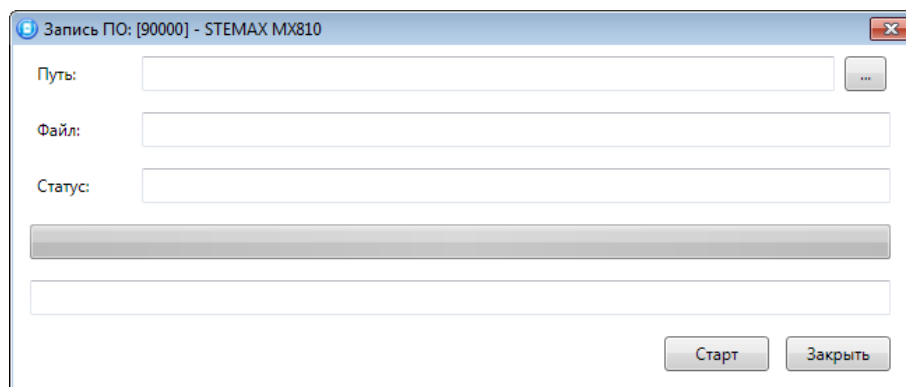 Запись ПО: [90000] - STEMAX MX810
Путь:
...
Файл:
Статус:
Старт
Закрыть